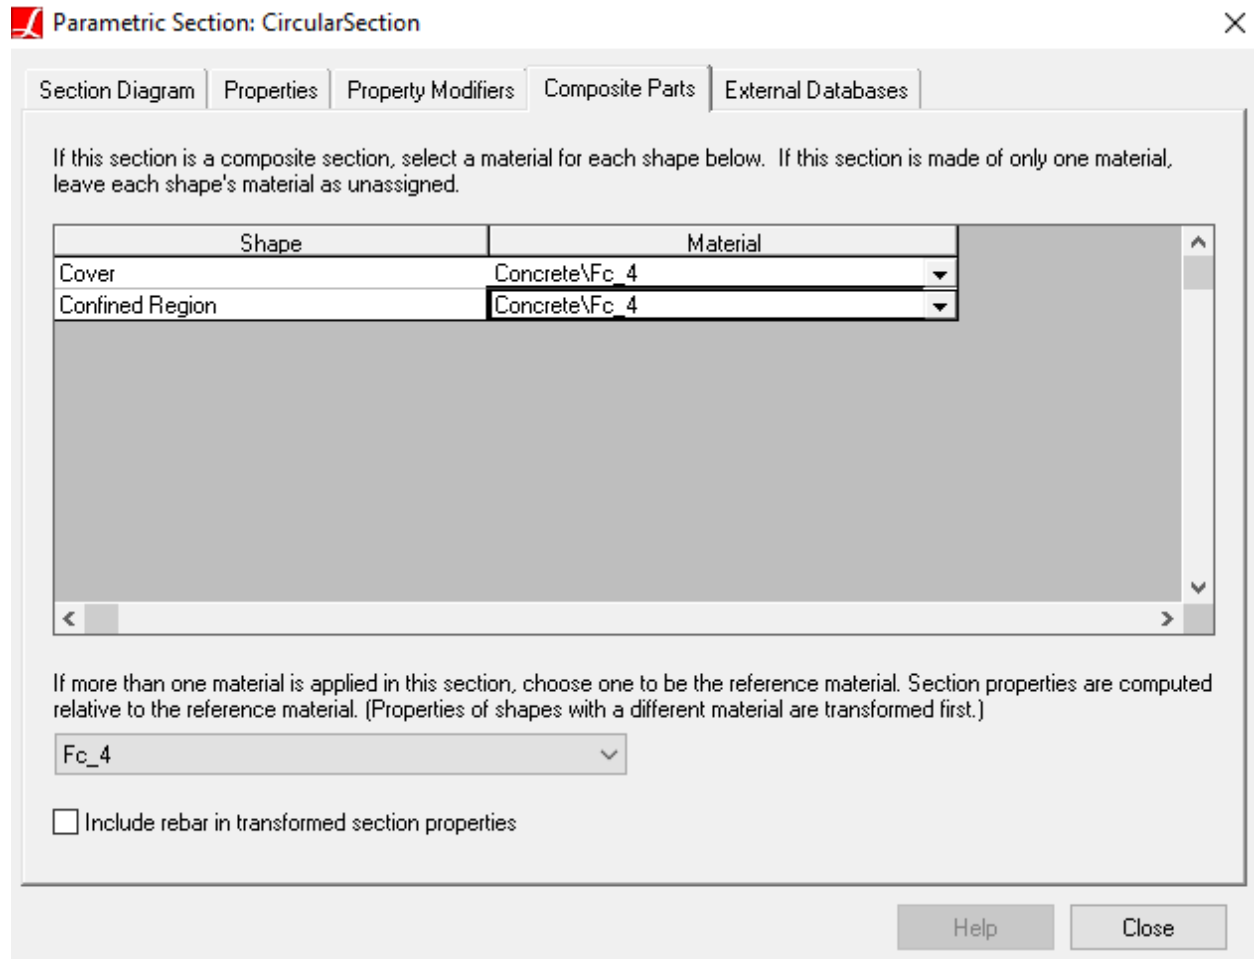 Parametric Section: CircularSection
Section Diagram Properties Property Modifiers Composite Parts External Databases
If this section is a composite section, select a material for each shape below. If this section is made of only one material,
leave each shape's material as unassigned.
Shape Material
Cover Concrete\Fc_4
Confined Region Concrete\Fc_4
If more than one material is applied in this section, choose one to be the reference material. Section properties are computed
relative to the reference material. (Properties of shapes with a different material are transformed first.)
Fc_4
Include rebar in transformed section properties
Help Close